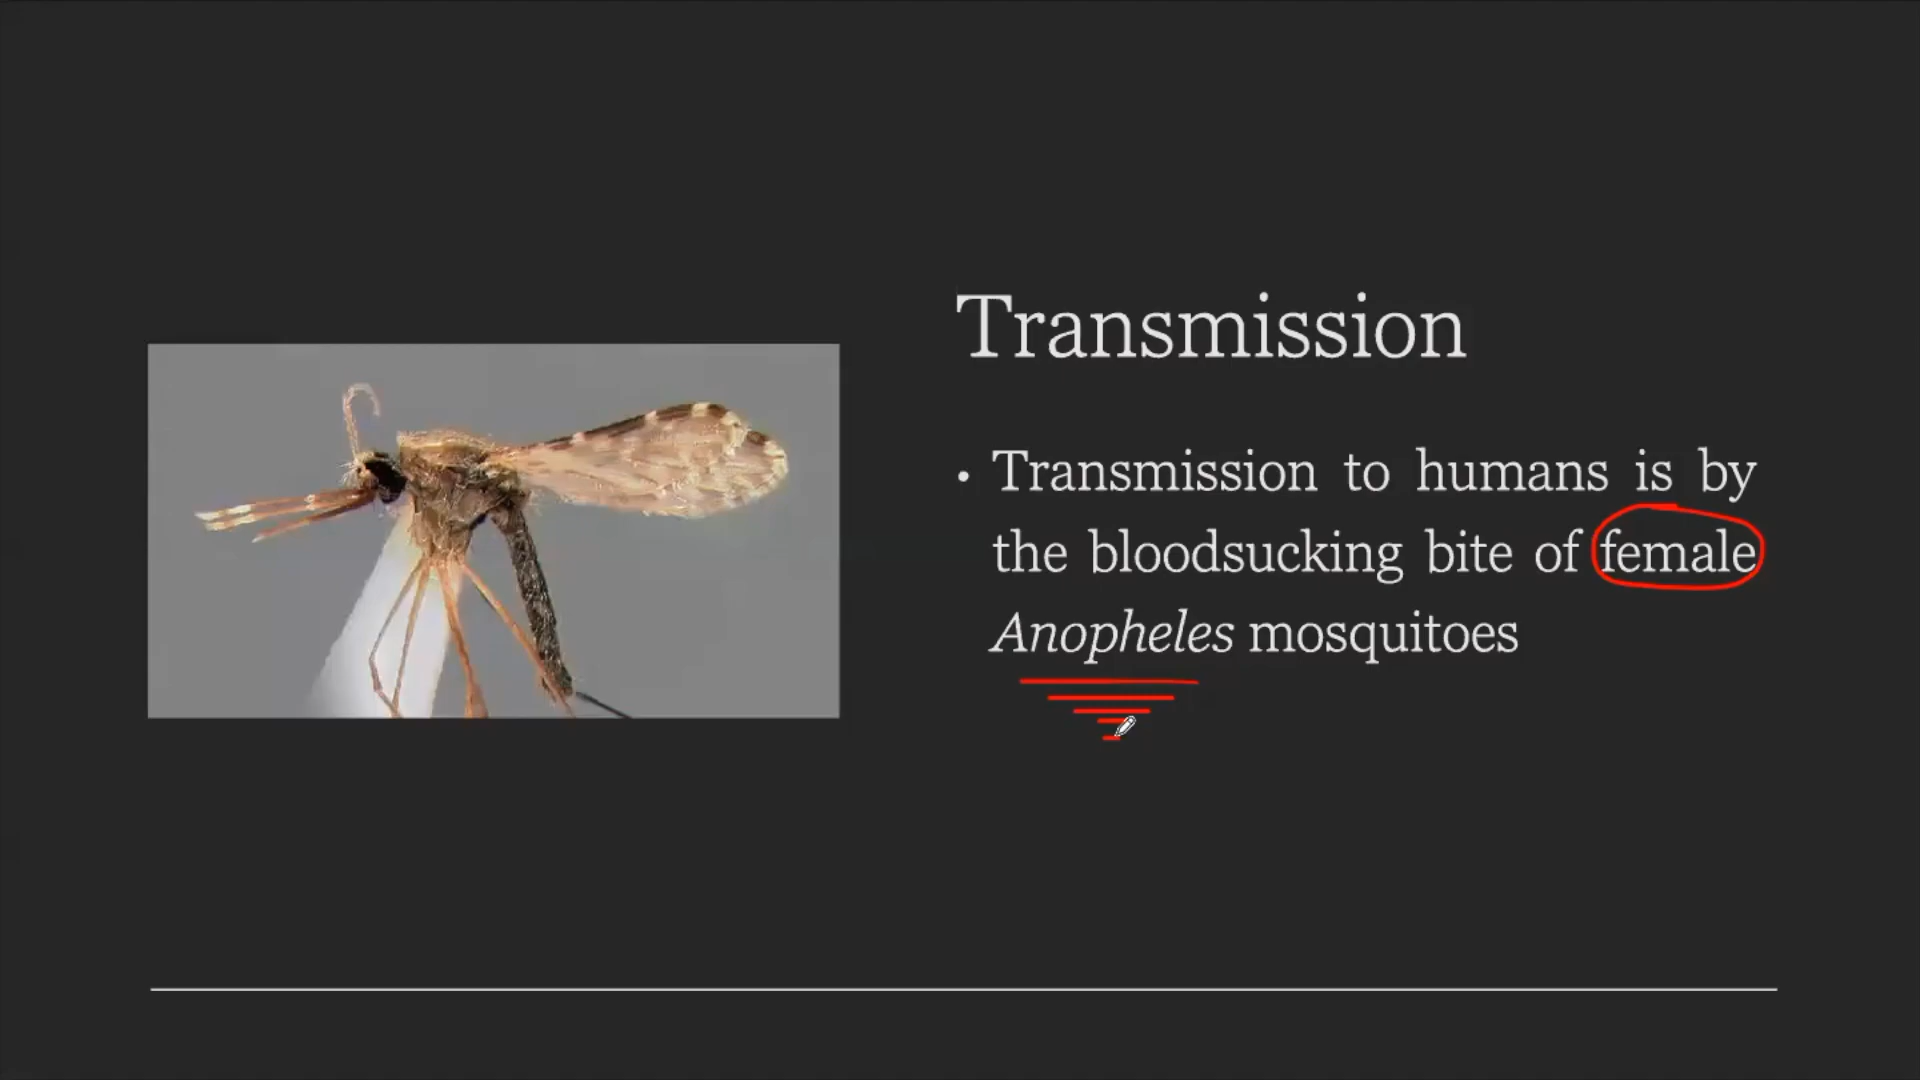 Transmission
• Transmission to humans is by
the bloodsucking bite of female
Anopheles mosquitoes